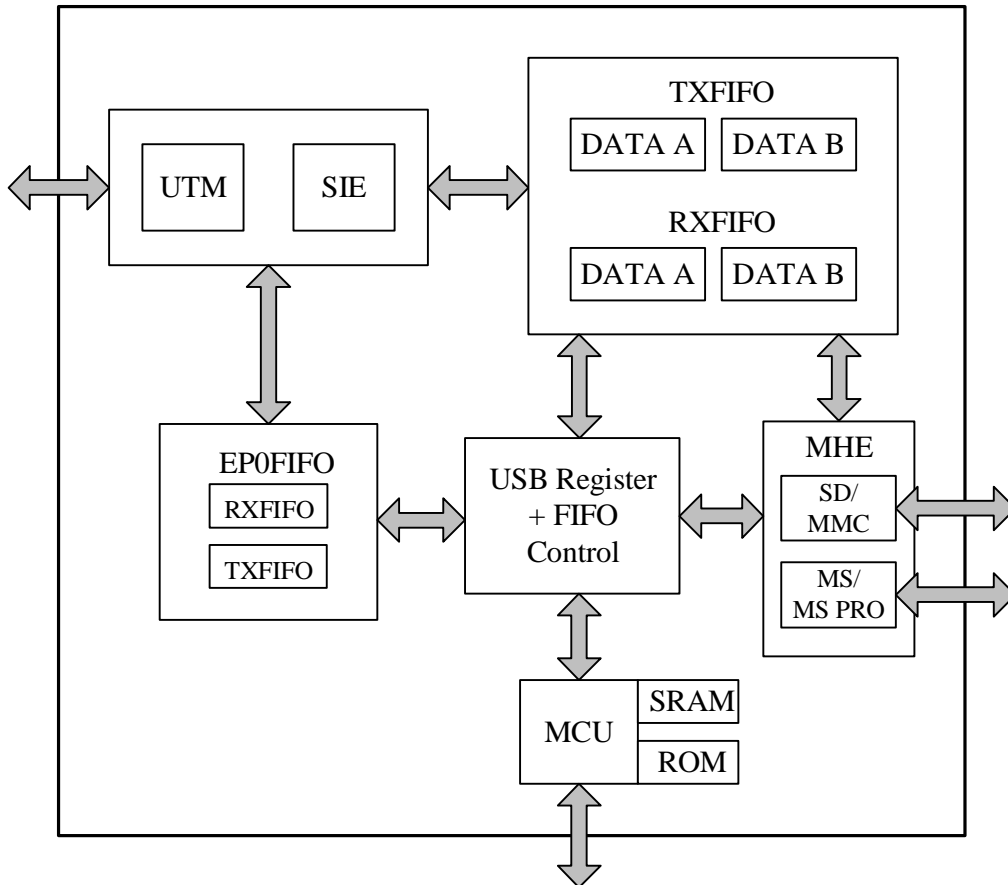 TXFIFO
DATA A
DATA B
UTM
SIE
RXFIFO
DATA A
DATA B
EP0FIFO
RXFIFO
TXFIFO
USB Register
+ FIFO
Control
MHE
SD/
MMC
MS/
MS PRO
MCU
SRAM
ROM